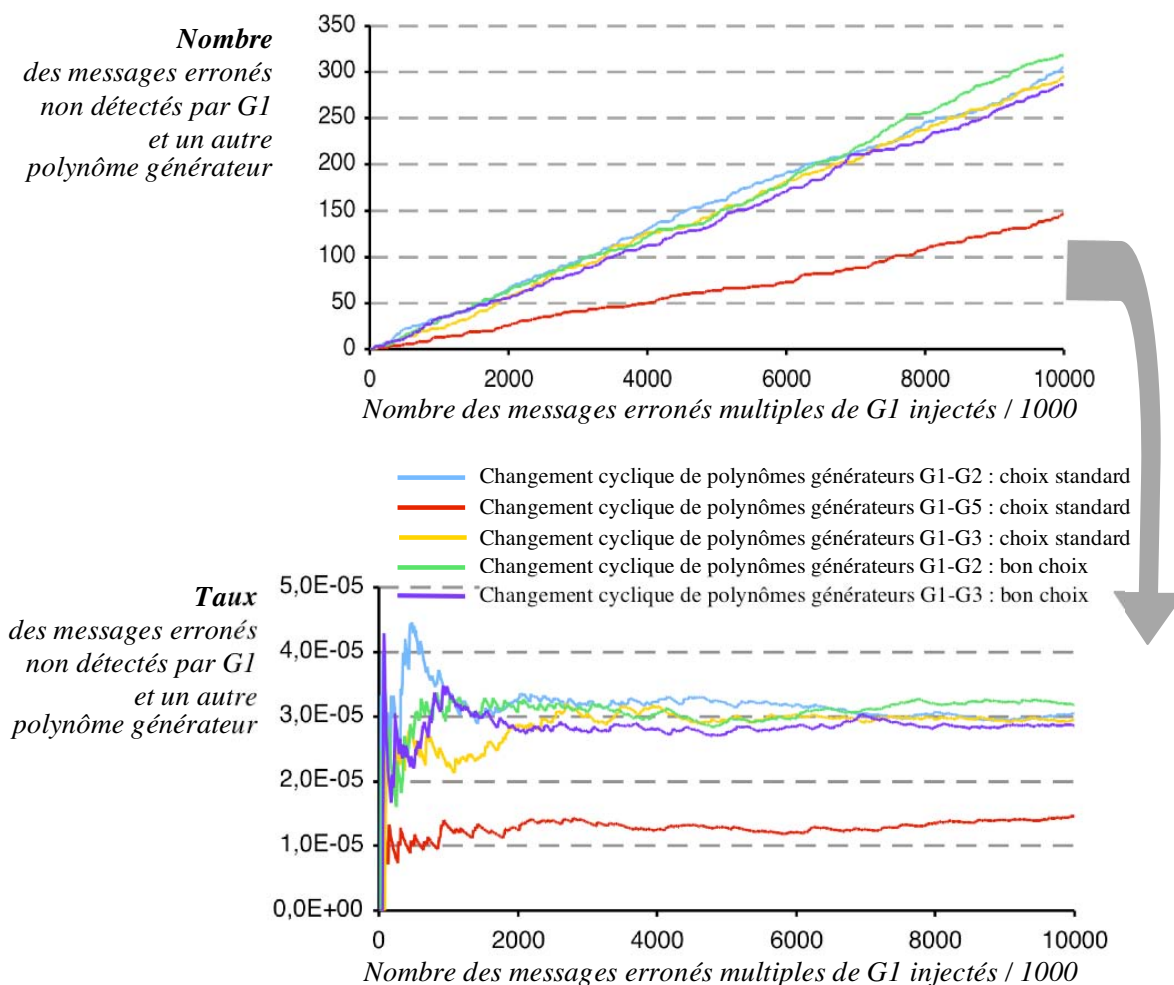 Nombre
des messages erronés
non détectés par G1
et un autre
polynôme générateur
350
300
250
200
150
100
50
0
0 2000 4000 6000 8000 10000
Nombre des messages erronés multiples de G1 injectés / 1000
Changement cyclique de polynômes générateurs G1-G2 : choix standard
Changement cyclique de polynômes générateurs G1-G5 : choix standard
Changement cyclique de polynômes générateurs G1-G3 : choix standard
Changement cyclique de polynômes générateurs G1-G2 : bon choix
Changement cyclique de polynômes générateurs G1-G3 : bon choix
Taux
des messages erronés
non détectés par G1
et un autre
polynôme générateur
5,0E-05
4,0E-05
3,0E-05
2,0E-05
1,0E-05
0,0E+00
0 2000 4000 6000 8000 10000
Nombre des messages erronés multiples de G1 injectés / 1000